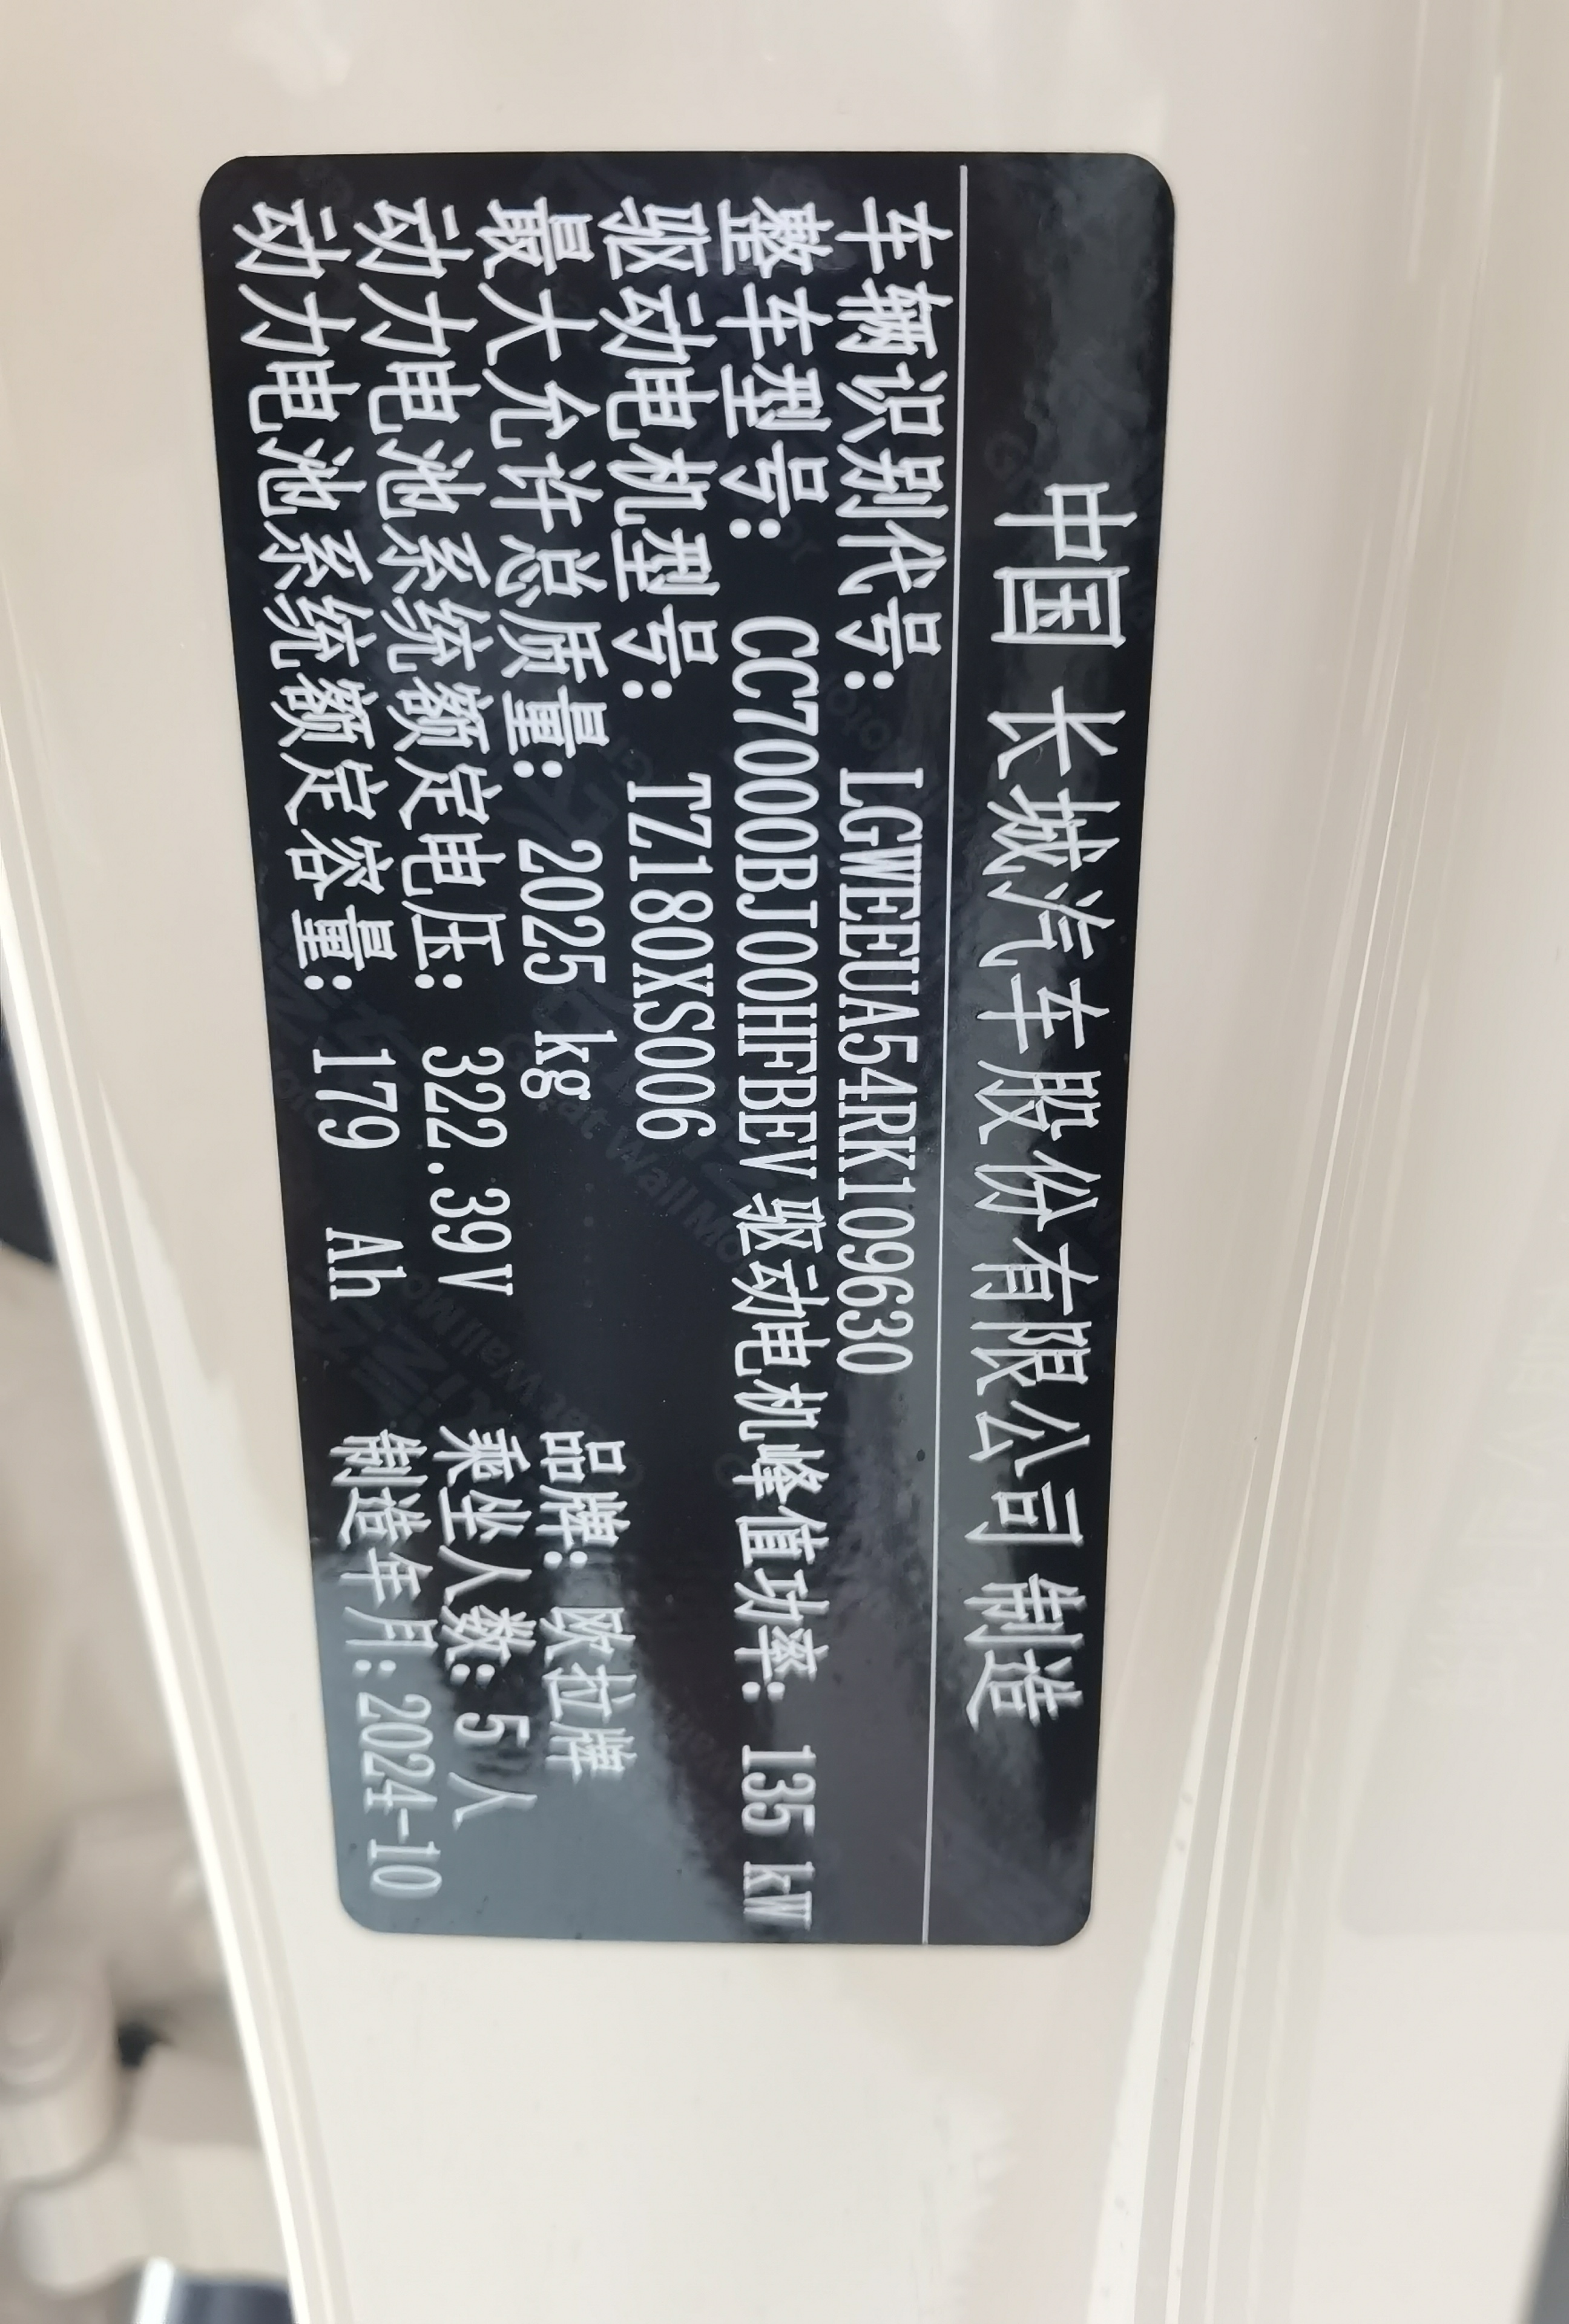 中国 长城汽车股份有限公司 制造
车辆识别代号: LGWEEUA54RK109630
整车型号: CC7000BJ00HFBEV 驱动电机峰值功率: 135 kW
驱动电机型号: TZ180XS006
最大允许总质量: 2025 kg 品牌: 欧拉牌
动力电池系统额定电压: 322.39V 乘坐人数: 5 人
动力电池系统额定容量: 179 Ah 制造年月: 2024-10